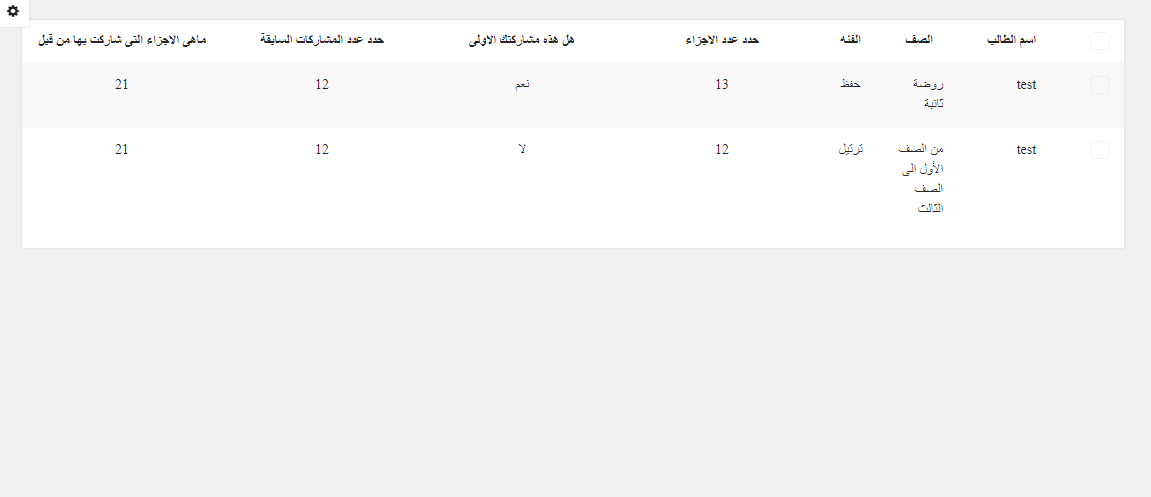 اسم الطالب
الصف
الفئه
حدد عدد الاجزاء
هل هذه مشاركتك الاولى
حدد عدد المشاركات السابقة
ماهى الاجزاء التى شاركت بها من قبل
test
روضة
ثانية
حفظ
13
نعم
12
21
test
من الصف
الأول الى
الصف
الثالث
ترتيل
12
لا
12
21